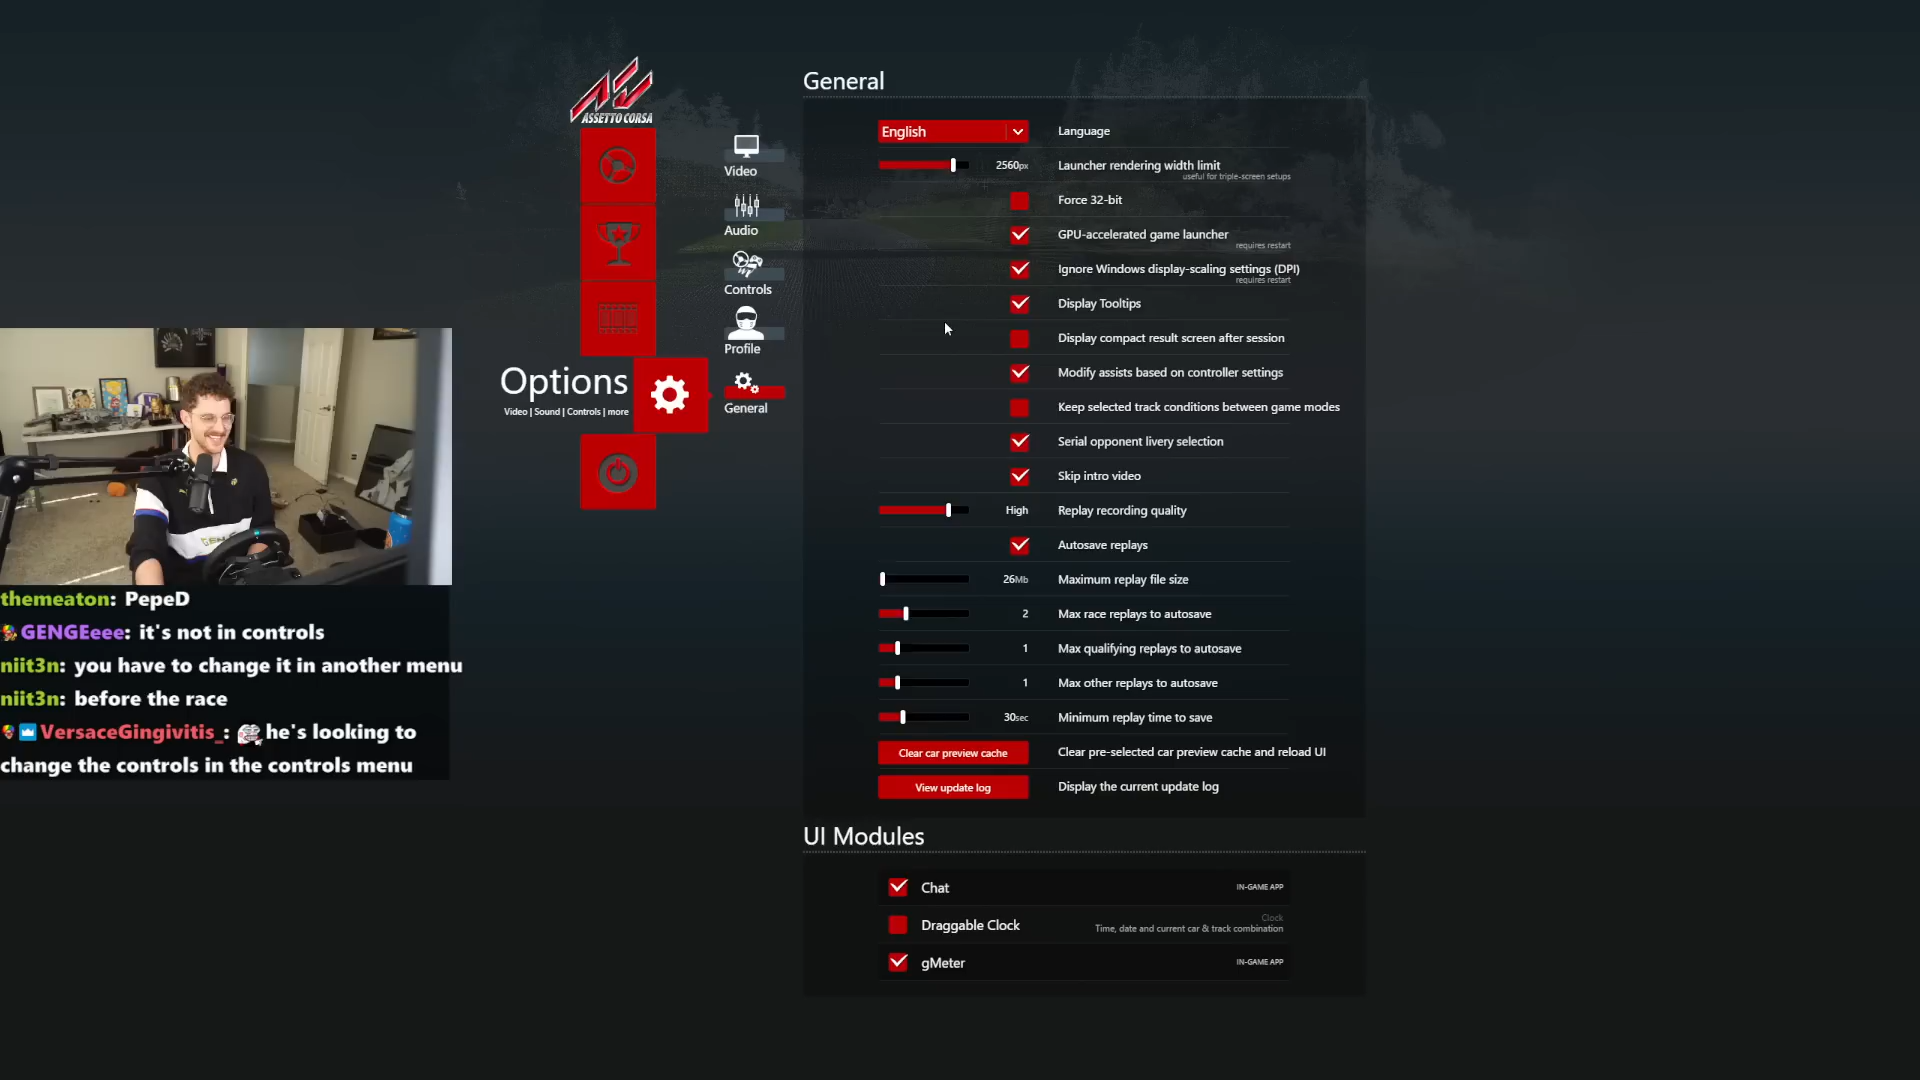 ASSETTO CORSA
Options
Video | Sound | Controls | more
Video
Audio
Controls
Profile
General
General
English
Language
2560px
Launcher rendering width limit
useful for triple-screen setups
Force 32-bit
GPU-accelerated game launcher
requires restart
Ignore Windows display-scaling settings (DPI)
requires restart
Display Tooltips
Display compact result screen after session
Modify assists based on controller settings
Keep selected track conditions between game modes
Serial opponent livery selection
Skip intro video
High
Replay recording quality
Autosave replays
26Mb
Maximum replay file size
2
Max race replays to autosave
1
Max qualifying replays to autosave
1
Max other replays to autosave
30sec
Minimum replay time to save
Clear car preview cache
Clear pre-selected car preview cache and reload UI
View update log
Display the current update log
UI Modules
Chat
IN-GAME APP
Draggable Clock
Clock
Time, date and current car & track combination
gMeter
IN-GAME APP
themeaton: PepeD
GENGEeee: it's not in controls
niit3n: you have to change it in another menu
niit3n: before the race
VersaceGingivitis_: he's looking to
change the controls in the controls menu